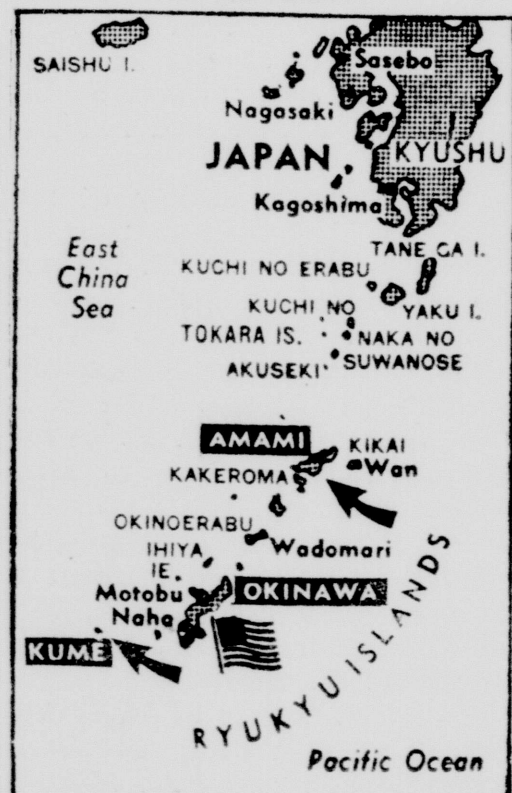 SAISHU I.
Sasebo
Nagasaki
JAPAN
KYUSHU
Kagoshima
East
China
Sea
TANE GA I.
KUCHI NO ERABU
YAKU I.
KUCHI NO
TOKARA IS.
NAKA NO
SUWANOSE
AKUSEKI
AMAMI
KIKAI
Wan
KAKEROMA
OKINOERABU
Wadomari
IHIYA
IE
Motobu
OKINAWA
Naha
KUME
RYUKYU ISLANDS
Pacific Ocean